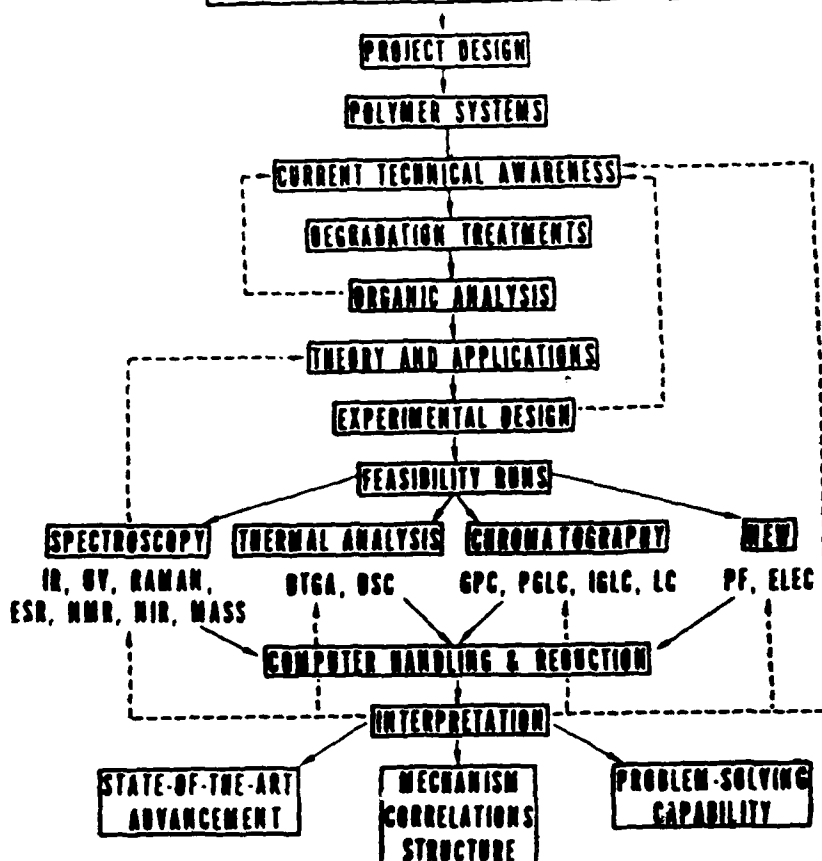 PROJECT DESIGN
POLYMER SYSTEMS
CURRENT TECHNICAL AWARENESS
DEGRADATION TREATMENTS
ORGANIC ANALYSIS
THEORY AND APPLICATIONS
EXPERIMENTAL DESIGN
FEASIBILITY RUNS
SPECTROSCOPY THERMAL ANALYSIS CHROMATOGRAPHY NEW
IR, UV, RAMAN, DTGA, DSC GPC, PGLC, IGLC, LC PF, ELEC
ESR, NMR, NIR, MASS
COMPUTER HANDLING & REDUCTION
INTERPRETATION
STATE-OF-THE-ART MECHANISM PROBLEM-SOLVING
ADVANCEMENT CORRELATIONS CAPABILITY
STRUCTURE